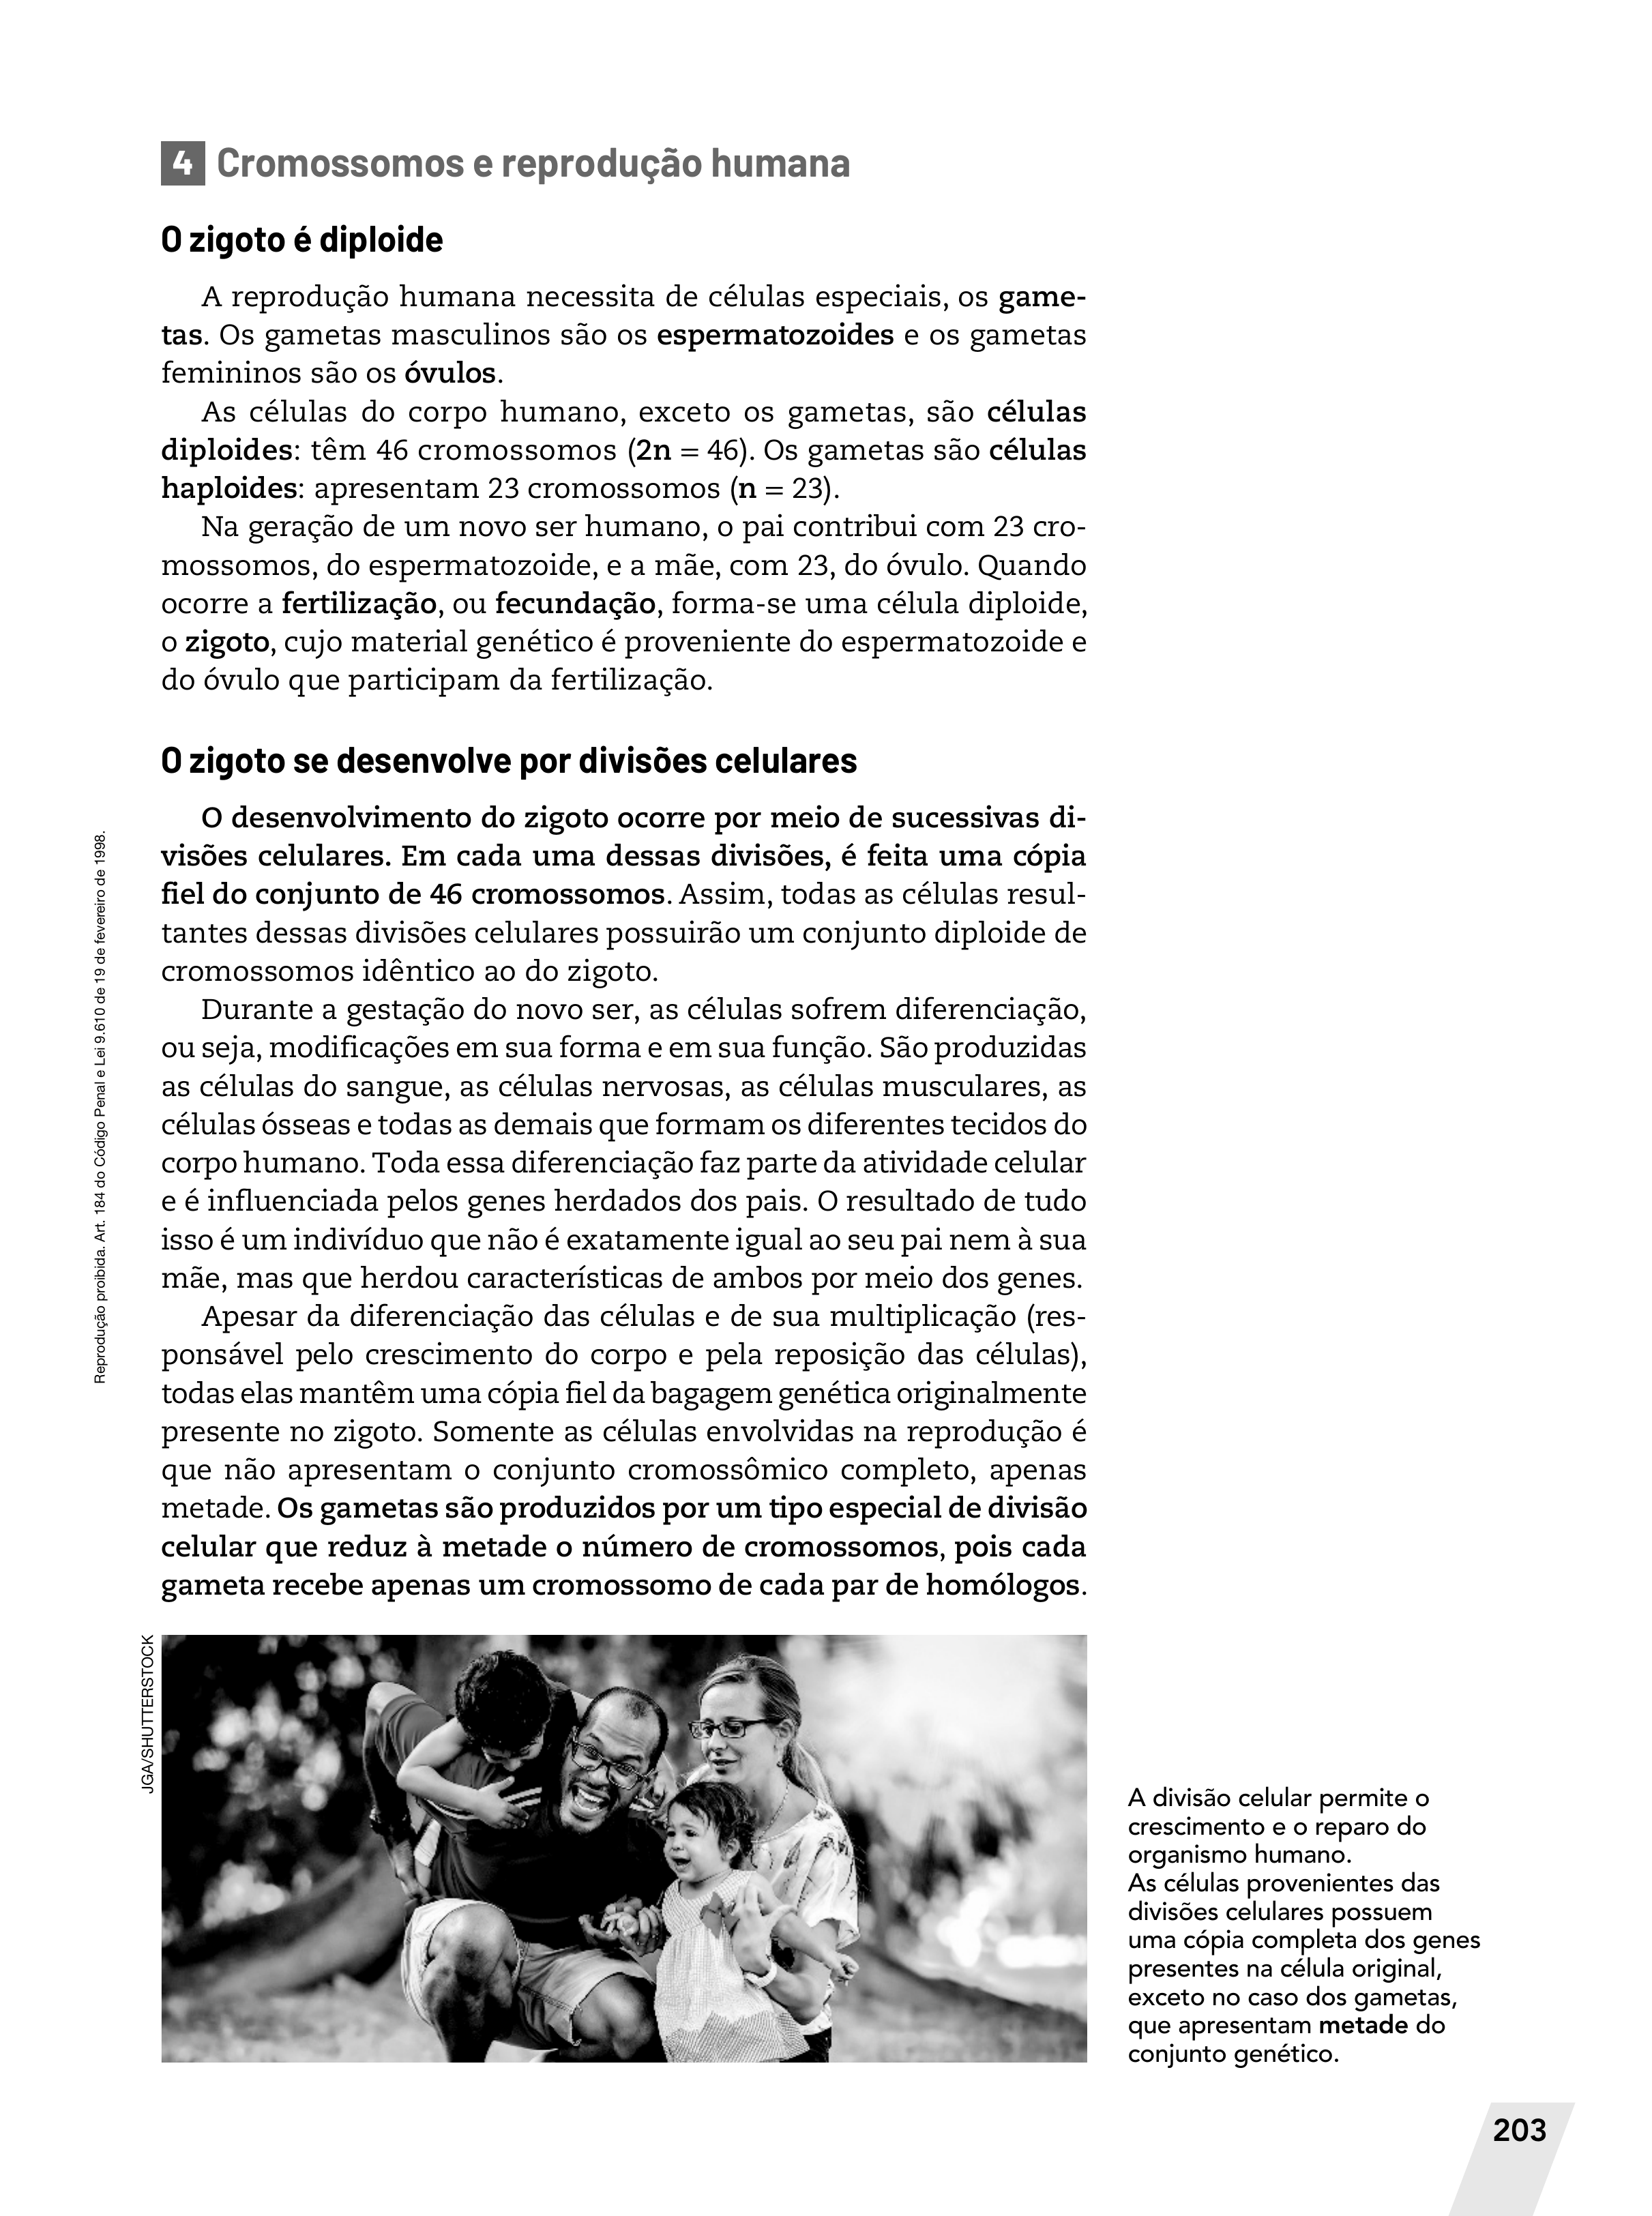 4 Cromossomos e reprodução humana
O zigoto é diploide
A reprodução humana necessita de células especiais, os game-
tas. Os gametas masculinos são os espermatozoides e os gametas
femininos são os óvulos.
As células do corpo humano, exceto os gametas, são células
diploides: têm 46 cromossomos (2n = 46). Os gametas são células
haploides: apresentam 23 cromossomos (n = 23).
Na geração de um novo ser humano, o pai contribui com 23 cro-
mossomos, do espermatozoide, e a mãe, com 23, do óvulo. Quando
ocorre a fertilização, ou fecundação, forma-se uma célula diploide,
o zigoto, cujo material genético é proveniente do espermatozoide e
do óvulo que participam da fertilização.
O zigoto se desenvolve por divisões celulares
O desenvolvimento do zigoto ocorre por meio de sucessivas di-
visões celulares. Em cada uma dessas divisões, é feita uma cópia
fiel do conjunto de 46 cromossomos. Assim, todas as células resul-
tantes dessas divisões celulares possuirão um conjunto diploide de
cromossomos idêntico ao do zigoto.
Durante a gestação do novo ser, as células sofrem diferenciação,
ou seja, modificações em sua forma e em sua função. São produzidas
as células do sangue, as células nervosas, as células musculares, as
células ósseas e todas as demais que formam os diferentes tecidos do
corpo humano. Toda essa diferenciação faz parte da atividade celular
e é influenciada pelos genes herdados dos pais. O resultado de tudo
isso é um indivíduo que não é exatamente igual ao seu pai nem à sua
mãe, mas que herdou características de ambos por meio dos genes.
Apesar da diferenciação das células e de sua multiplicação (res-
ponsável pelo crescimento do corpo e pela reposição das células),
todas elas mantêm uma cópia fiel da bagagem genética originalmente
presente no zigoto. Somente as células envolvidas na reprodução é
que não apresentam o conjunto cromossômico completo, apenas
metade. Os gametas são produzidos por um tipo especial de divisão
celular que reduz à metade o número de cromossomos, pois cada
gameta recebe apenas um cromossomo de cada par de homólogos.
Reprodução proibida. Art. 184 do Código Penal e Lei 9.610 de 19 de fevereiro de 1998.
JGA/SHUTTERSTOCK
A divisão celular permite o
crescimento e o reparo do
organismo humano.
As células provenientes das
divisões celulares possuem
uma cópia completa dos genes
presentes na célula original,
exceto no caso dos gametas,
que apresentam metade do
conjunto genético.
203